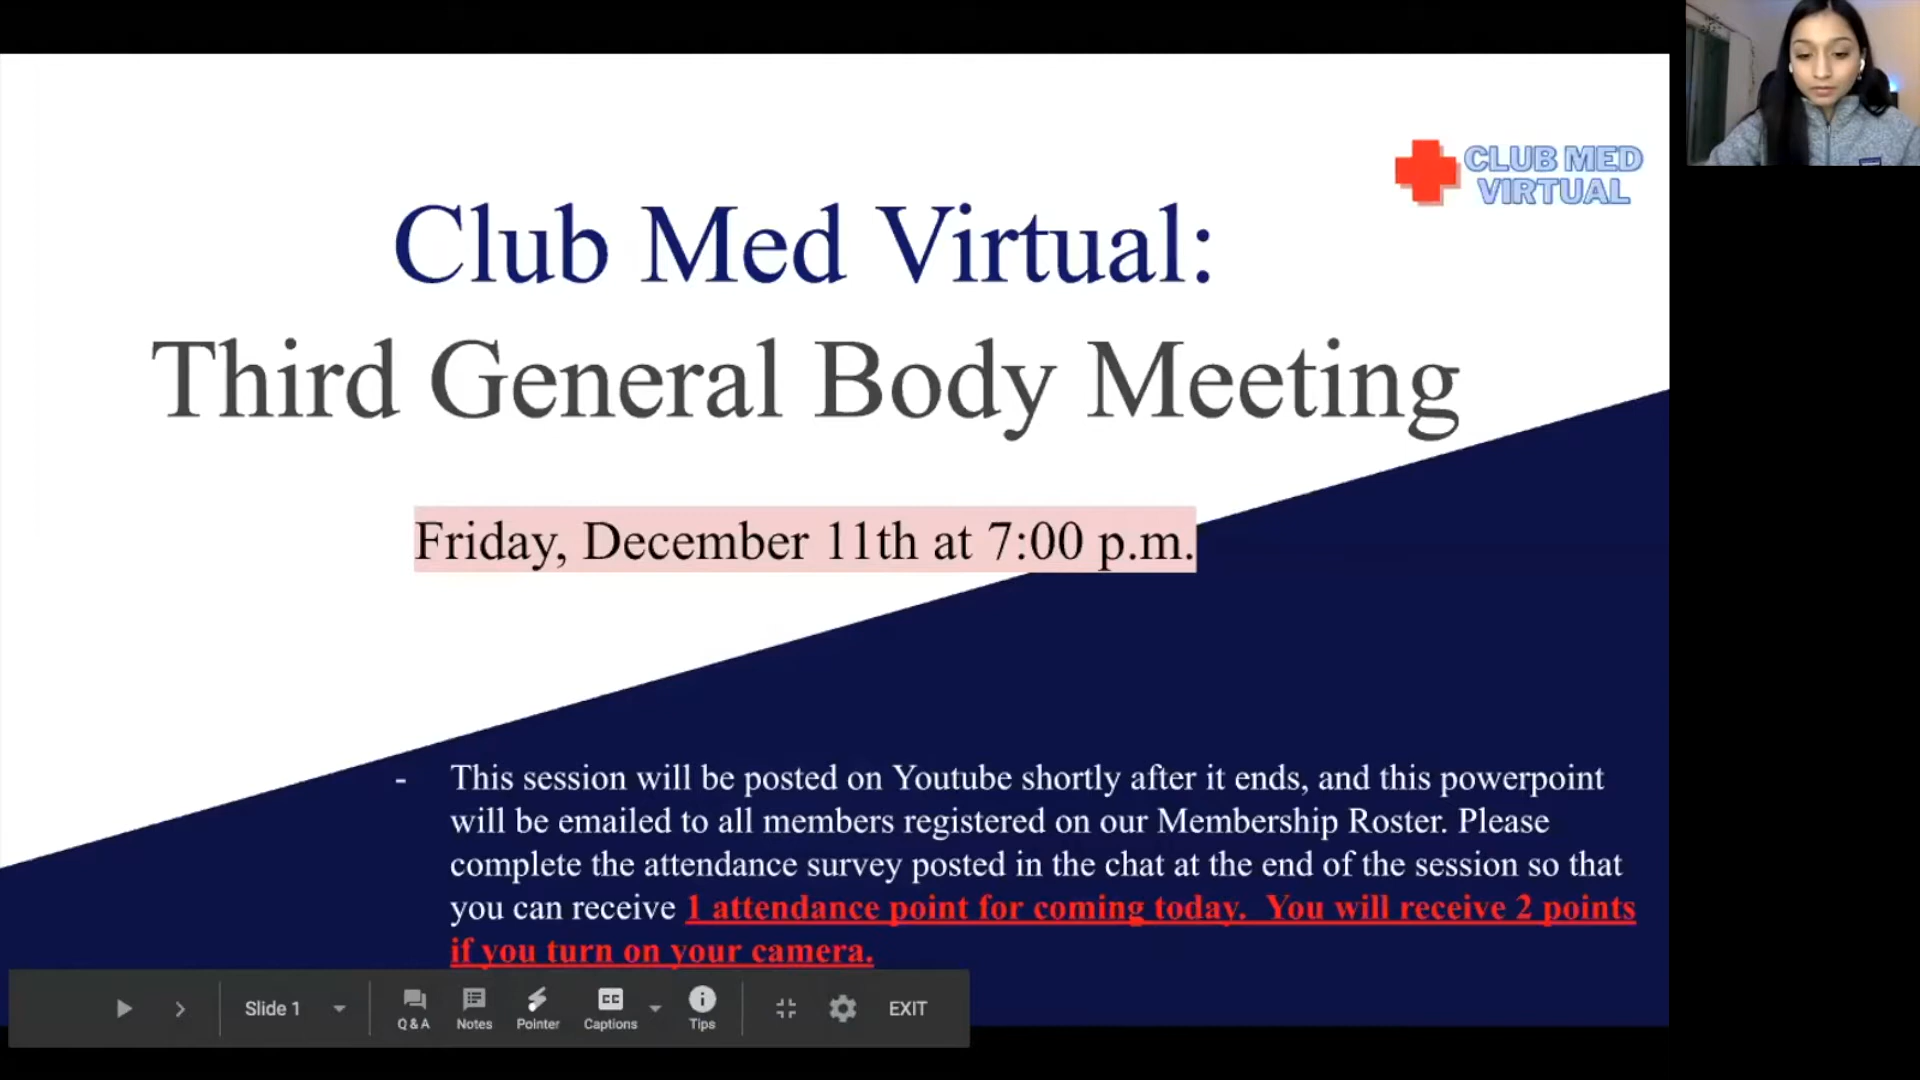 CLUB MED
VIRTUAL
Club Med Virtual:
Third General Body Meeting
Friday, December 11th at 7:00 p.m.
- This session will be posted on Youtube shortly after it ends, and this powerpoint
will be emailed to all members registered on our Membership Roster. Please
complete the attendance survey posted in the chat at the end of the session so that
you can receive 1 attendance point for coming today. You will receive 2 points
if you turn on your camera.
Slide 1
Q & A
Notes
Pointer
CC
Captions
Tips
EXIT